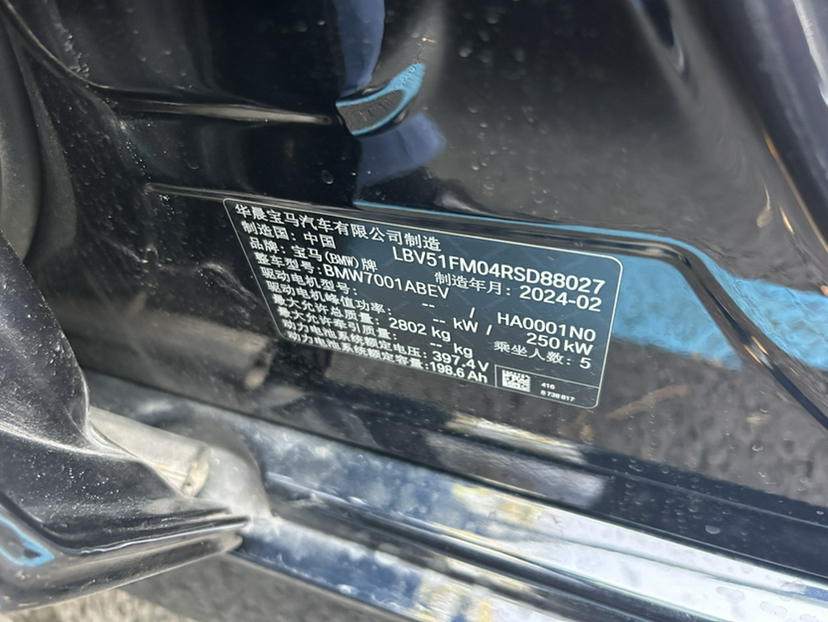 华晨宝马汽车有限公司制造
制造国：中国 LBV51FM04RSD88027
品牌：宝马(BMW)牌 制造年月：2024-02
整车型号：BMW7001ABEV
驱动电机型号： -- / HA0001N0
驱动电机峰值功率： -- kW / 250 kW
最大允许总质量： 2802 kg 乘坐人数：5
最大允许牵引质量： -- kg
动力电池系统额定电压：397.4 V
动力电池系统额定容量：198.6 Ah
416
8 738 817